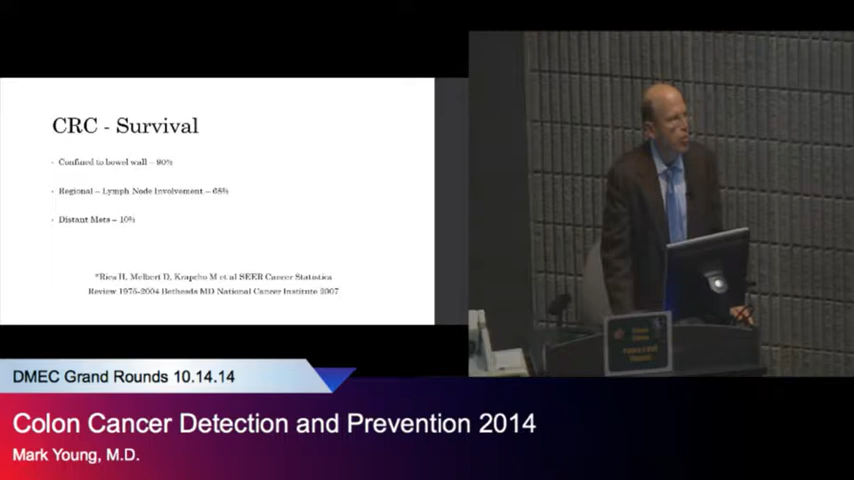 CRC - Survival
Confined to bowel wall – 90%
Regional – Lymph Node Involvement – 68%
Distant Mets – 10%
*Ries H, Melbert D, Krapcho M et al SEER Cancer Statistics
Review 1975-2004 Bethesda MD National Cancer Institute 2007
DMEC Grand Rounds 10.14.14
Colon Cancer Detection and Prevention 2014
Mark Young, M.D.